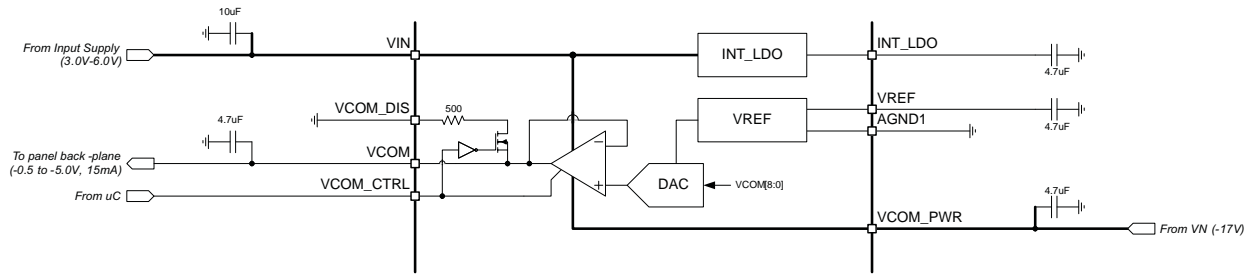 10uF
From Input Supply
(3.0V-6.0V)
VIN
INT_LDO
INT_LDO
4.7uF
VCOM_DIS
500
VREF
VREF
4.7uF
AGND1
4.7uF
To panel back -plane
(-0.5 to -5.0V, 15mA)
VCOM
−
+
DAC
VCOM[8:0]
From uC
VCOM_CTRL
4.7uF
VCOM_PWR
From VN (-17V)